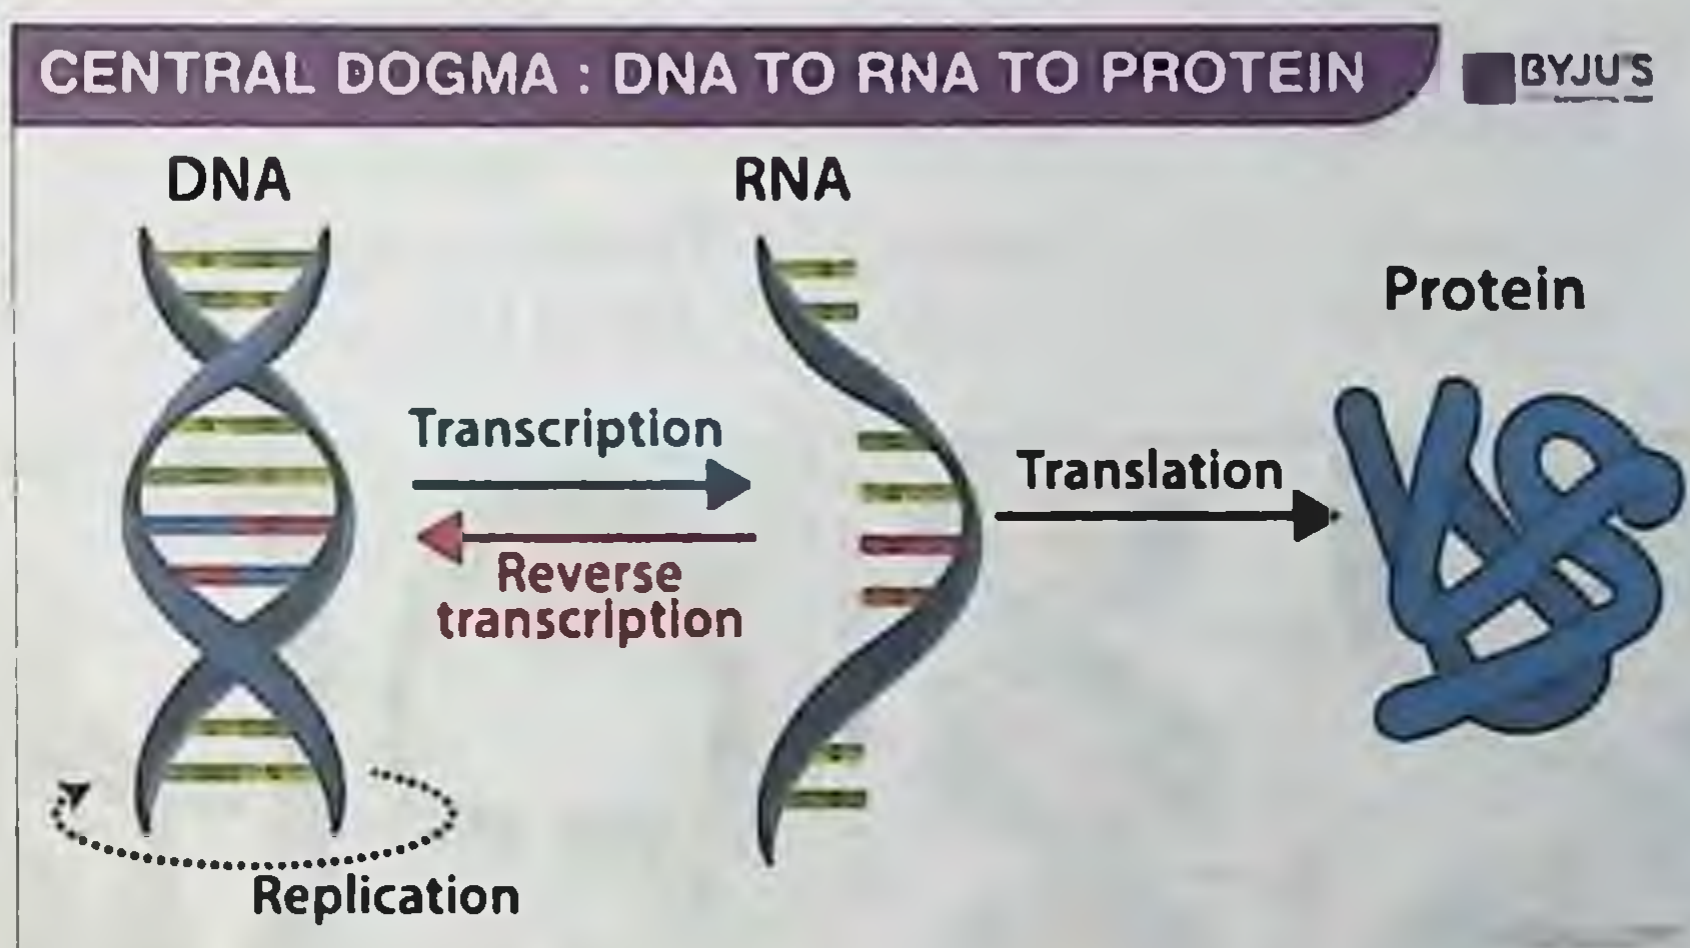 CENTRAL DOGMA : DNA TO RNA TO PROTEIN
BYJU'S
DNA
RNA
Protein
Transcription
Translation
Reverse
transcription
Replication